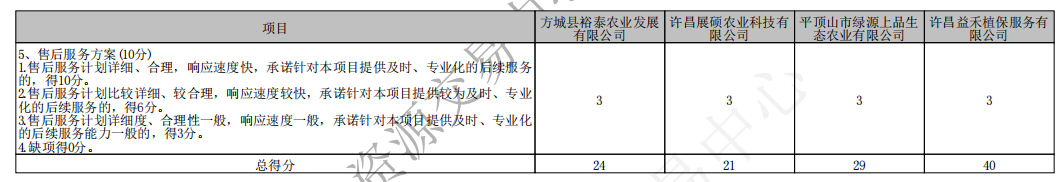 项目
方城县裕泰农业发展
有限公司
许昌展硕农业科技有
限公司
平顶山市绿源上品生
态农业有限公司
许昌益禾植保服务有
限公司
5、售后服务方案(10分)
1.售后服务计划详细、合理，响应速度快，承诺针对本项目提供及时、专业化的后续服务
的，得10分。
2.售后服务计划比较详细、较合理，响应速度较快，承诺针对本项目提供较为及时、专业
化的后续服务的，得6分。
3.售后服务计划详细度、合理性一般，响应速度一般，承诺针对本项目提供及时、专业化
的后续服务能力一般的，得3分。
4.缺项得0分。
3
3
3
3
总得分
24
21
29
40
资源交易
中心